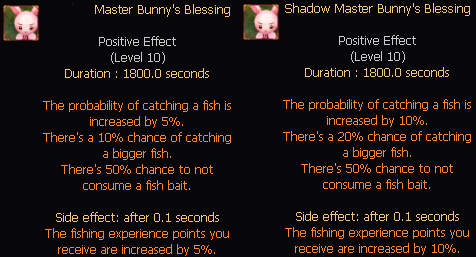 Master Bunny's Blessing
Positive Effect
(Level 10)
Duration : 1800.0 seconds
The probability of catching a fish is
increased by 5%.
There's a 10% chance of catching
a bigger fish.
There's 50% chance to not
consume a fish bait.
Side effect: after 0.1 seconds
The fishing experience points you
receive are increased by 5%.
Shadow Master Bunny's Blessing
Positive Effect
(Level 10)
Duration : 1800.0 seconds
The probability of catching a fish is
increased by 10%.
There's a 20% chance of catching
a bigger fish.
There's 50% chance to not
consume a fish bait.
Side effect: after 0.1 seconds
The fishing experience points you
receive are increased by 10%.